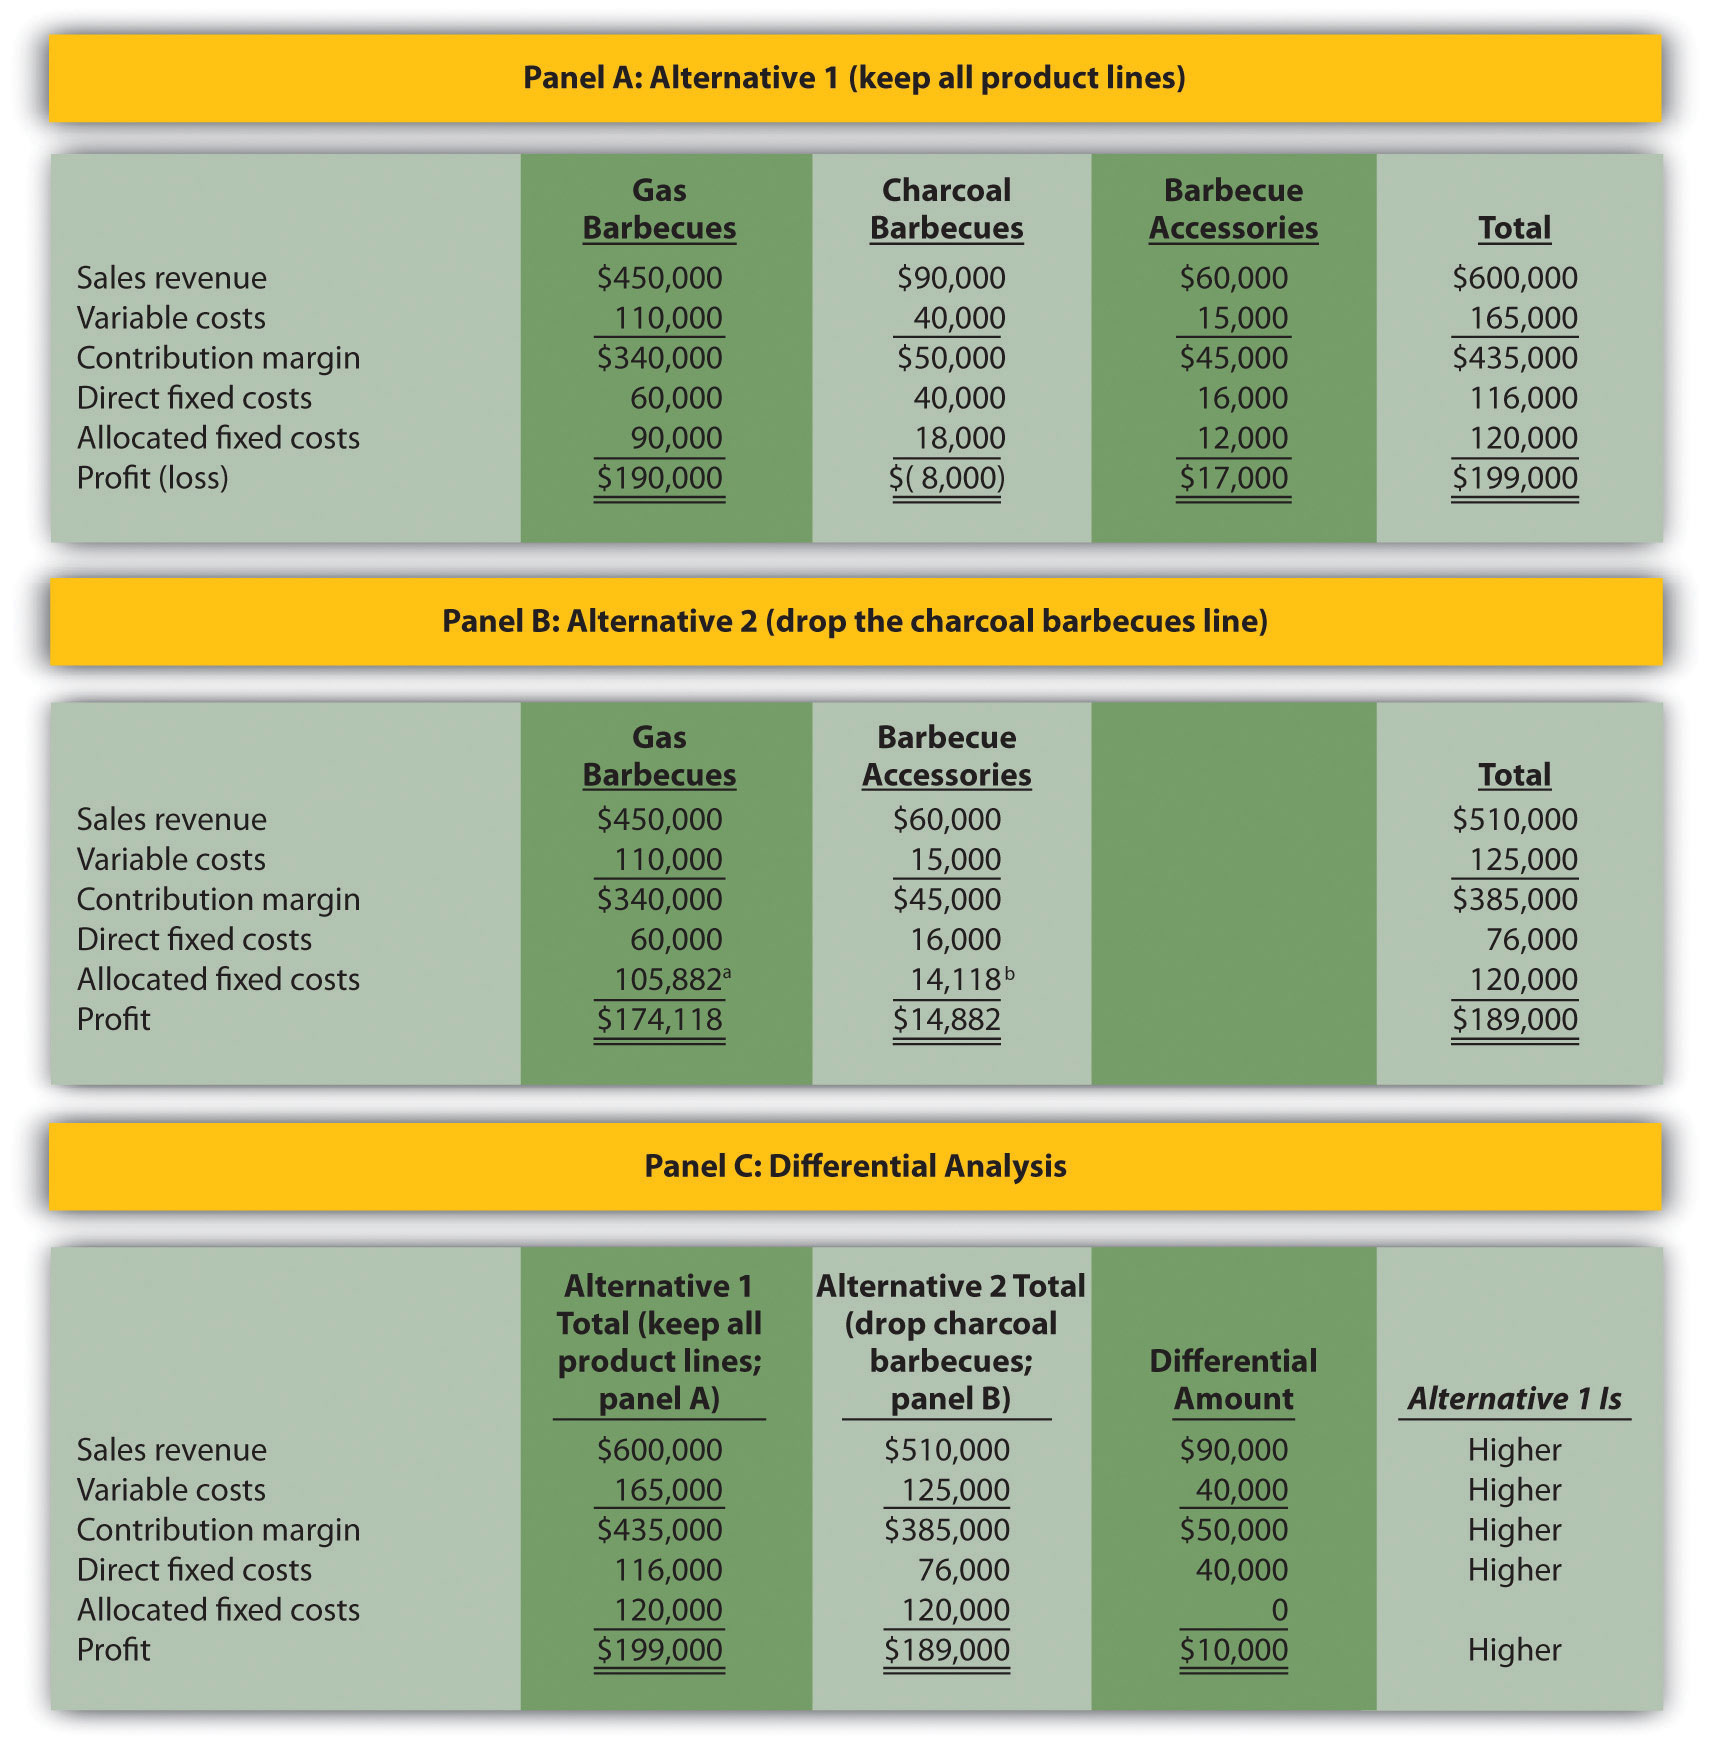 Panel A: Alternative 1 (keep all product lines)
Gas Charcoal Barbecue
Barbecues Barbecues Accessories Total
Sales revenue $450,000 $90,000 $60,000 $600,000
Variable costs 110,000 40,000 15,000 165,000
Contribution margin $340,000 $50,000 $45,000 $435,000
Direct fixed costs 60,000 40,000 16,000 116,000
Allocated fixed costs 90,000 18,000 12,000 120,000
Profit (loss) $190,000 $( 8,000) $17,000 $199,000
Panel B: Alternative 2 (drop the charcoal barbecues line)
Gas Barbecue
Barbecues Accessories Total
Sales revenue $450,000 $60,000 $510,000
Variable costs 110,000 15,000 125,000
Contribution margin $340,000 $45,000 $385,000
Direct fixed costs 60,000 16,000 76,000
Allocated fixed costs 105,882ᵃ 14,118ᵇ 120,000
Profit $174,118 $14,882 $189,000
Panel C: Differential Analysis
Alternative 1 Alternative 2 Total
Total (keep all (drop charcoal
product lines; barbecues; Differential
panel A) panel B) Amount Alternative 1 Is
Sales revenue $600,000 $510,000 $90,000 Higher
Variable costs 165,000 125,000 40,000 Higher
Contribution margin $435,000 $385,000 $50,000 Higher
Direct fixed costs 116,000 76,000 40,000 Higher
Allocated fixed costs 120,000 120,000 0
Profit $199,000 $189,000 $10,000 Higher